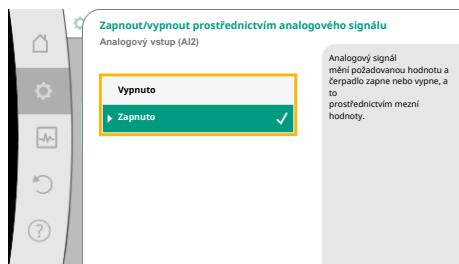 Zapnout/vypnout prostřednictvím analogového signálu
Analogový vstup (AI2)
Analogový signál
mění požadovanou hodnotu a
čerpadlo zapne nebo vypne, a
to
prostřednictvím mezní
hodnoty.
Vypnuto
Zapnuto
?